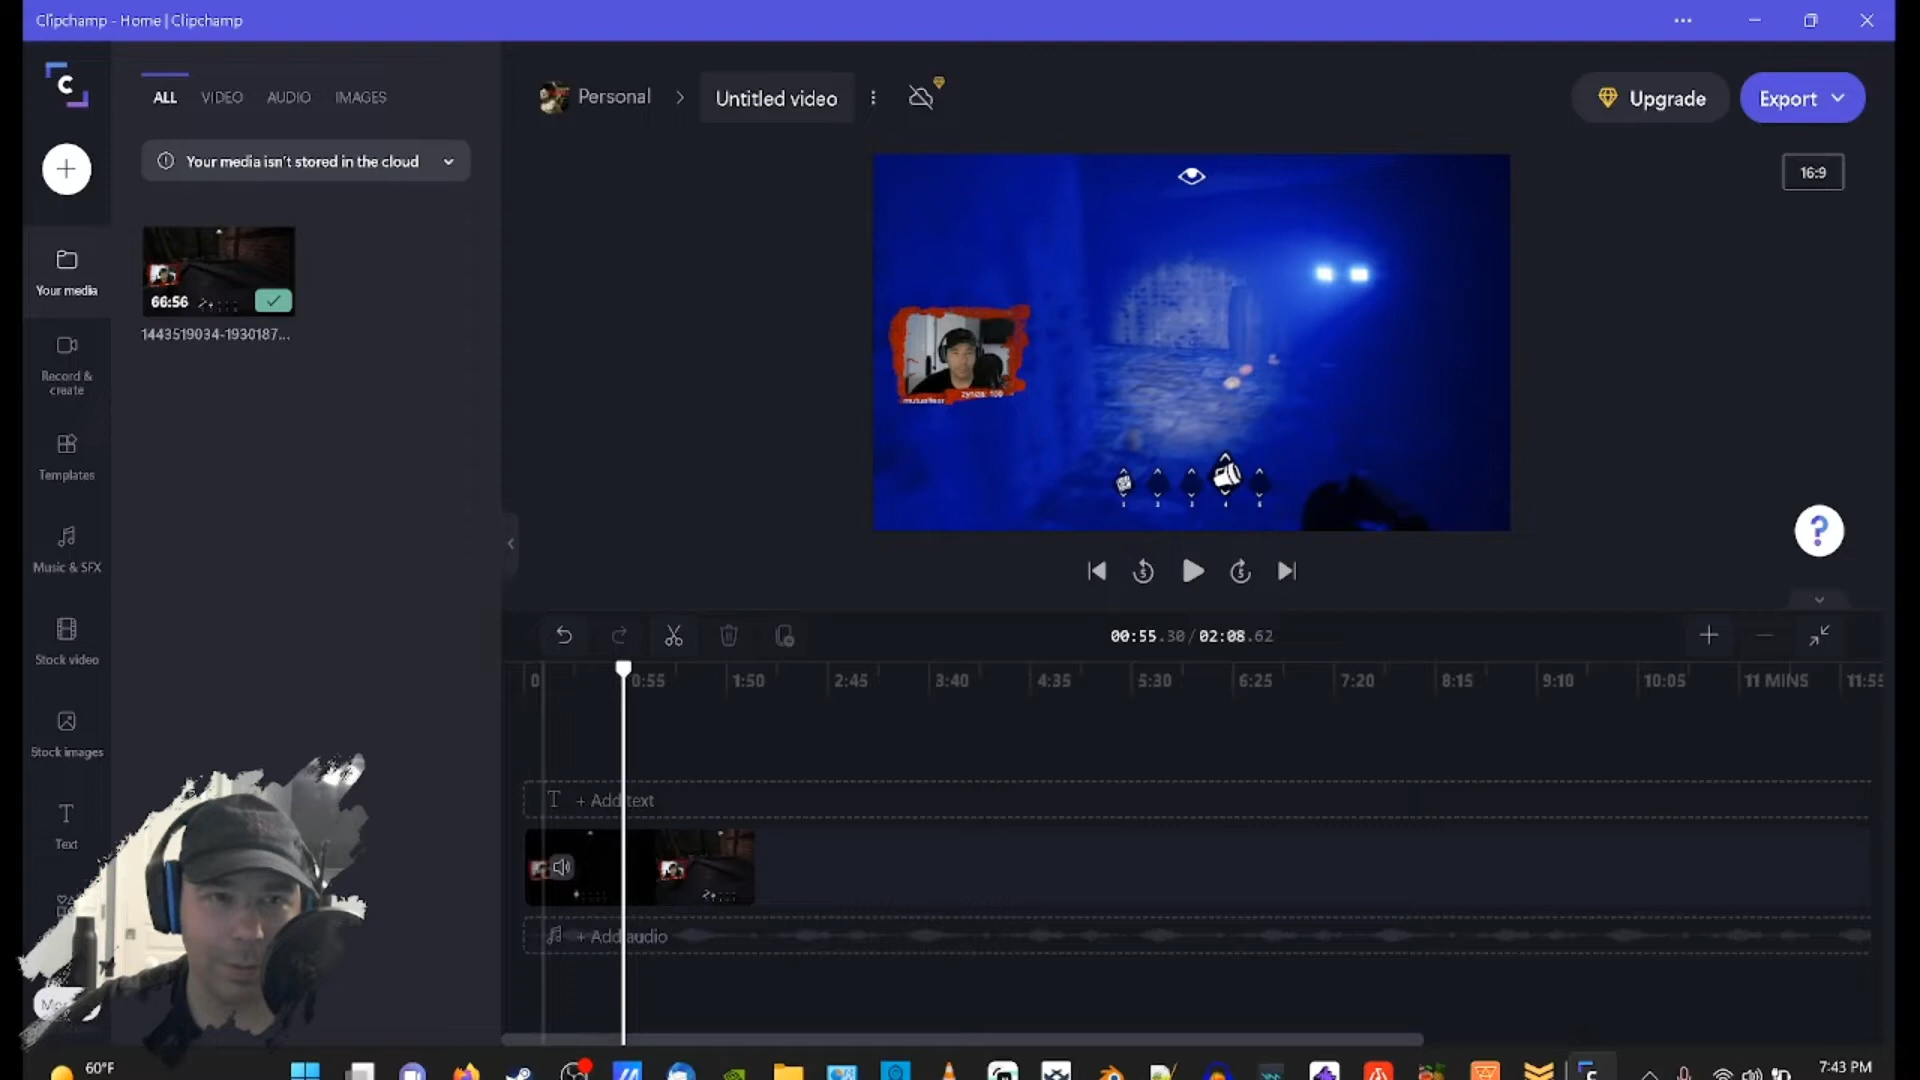 Clipchamp - Home | Clipchamp
ALL VIDEO AUDIO IMAGES
Personal
Untitled video
Upgrade
Export
Your media isn't stored in the cloud
16:9
66:56
1443519034-1930187...
Your media
Record &
create
Templates
Music & SFX
Stock video
Stock images
Text
00:55.30/02:08.62
0 0:55 1:50 2:45 3:40 4:35 5:30 6:25 7:20 8:15 9:10 10:05 11 MINS 11:55
T + Add text
+ Add audio
60°F
7:43 PM